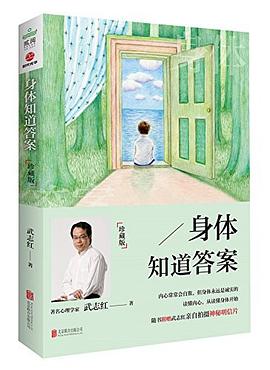 身体知道答案
珍藏版
武志红 著
北京联合出版公司
身体
身体
知道答案
珍藏版
内心常常会自欺，但身体永远是诚实的
读懂内心，从读懂身体开始
随书附赠武志红亲自拍摄神秘明信片
著名心理学家 武志红——著